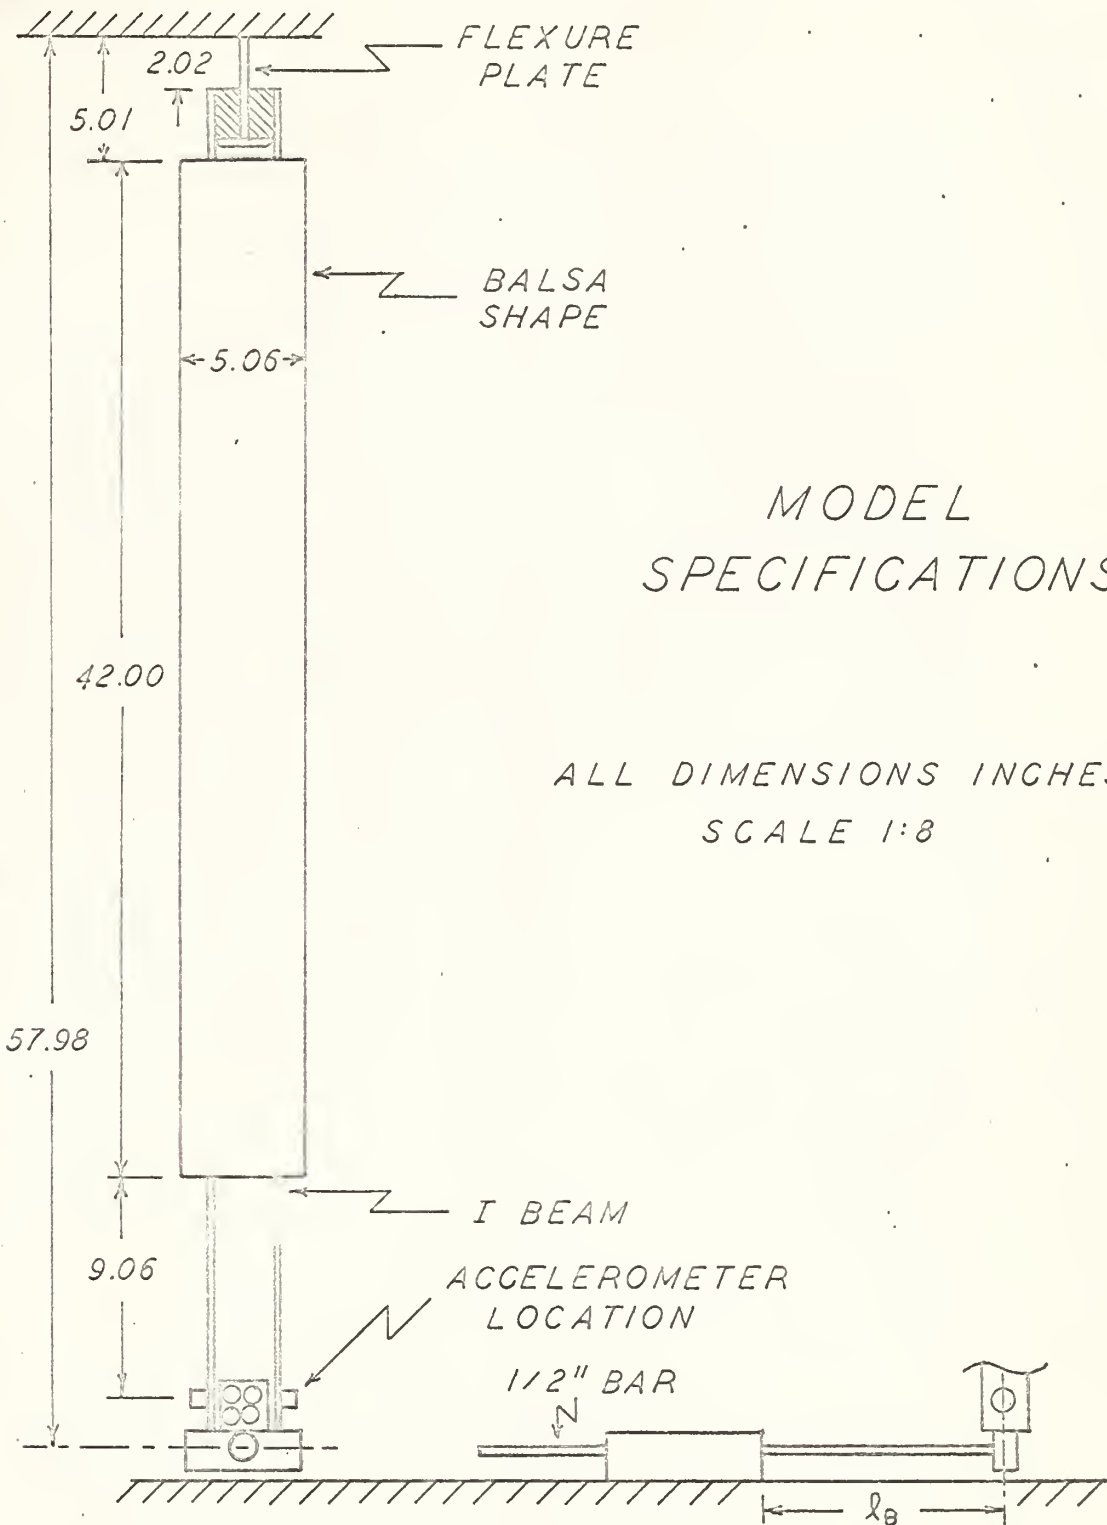 FLEXURE
PLATE
2.02
5.01
BALSA
SHAPE
5.06
MODEL
SPECIFICATIONS
42.00
ALL DIMENSIONS INCHES
SCALE 1:8
57.98
I BEAM
9.06
ACCELEROMETER
LOCATION
1/2" BAR
ℓB